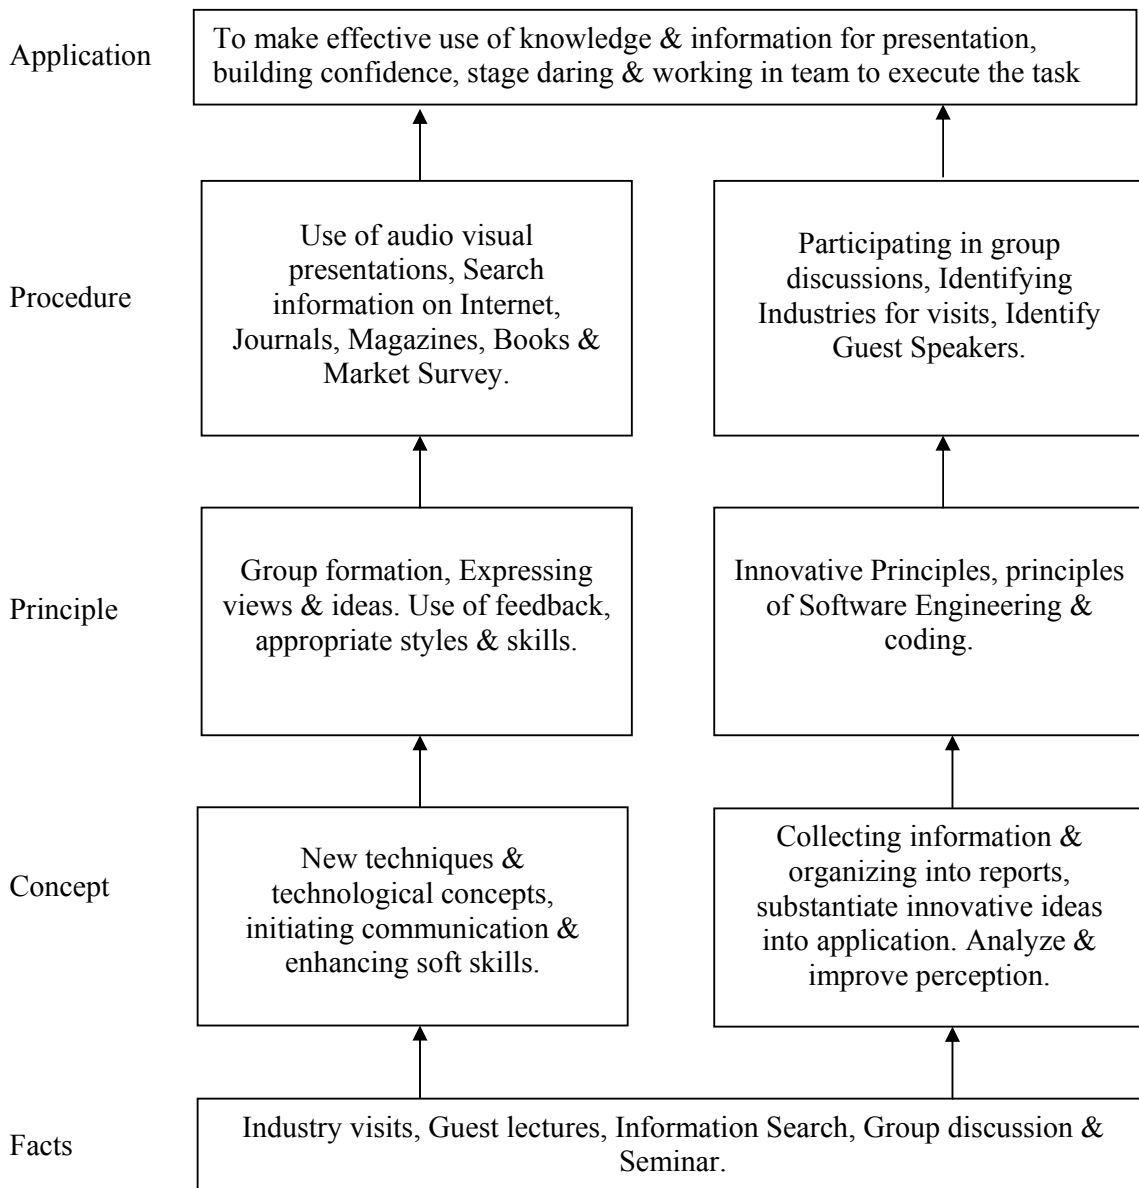 Application
To make effective use of knowledge & information for presentation,
building confidence, stage daring & working in team to execute the task
Procedure
Use of audio visual
presentations, Search
information on Internet,
Journals, Magazines, Books &
Market Survey.
Participating in group
discussions, Identifying
Industries for visits, Identify
Guest Speakers.
Principle
Group formation, Expressing
views & ideas. Use of feedback,
appropriate styles & skills.
Innovative Principles, principles
of Software Engineering &
coding.
Concept
New techniques &
technological concepts,
initiating communication &
enhancing soft skills.
Collecting information &
organizing into reports,
substantiate innovative ideas
into application. Analyze &
improve perception.
Facts
Industry visits, Guest lectures, Information Search, Group discussion &
Seminar.